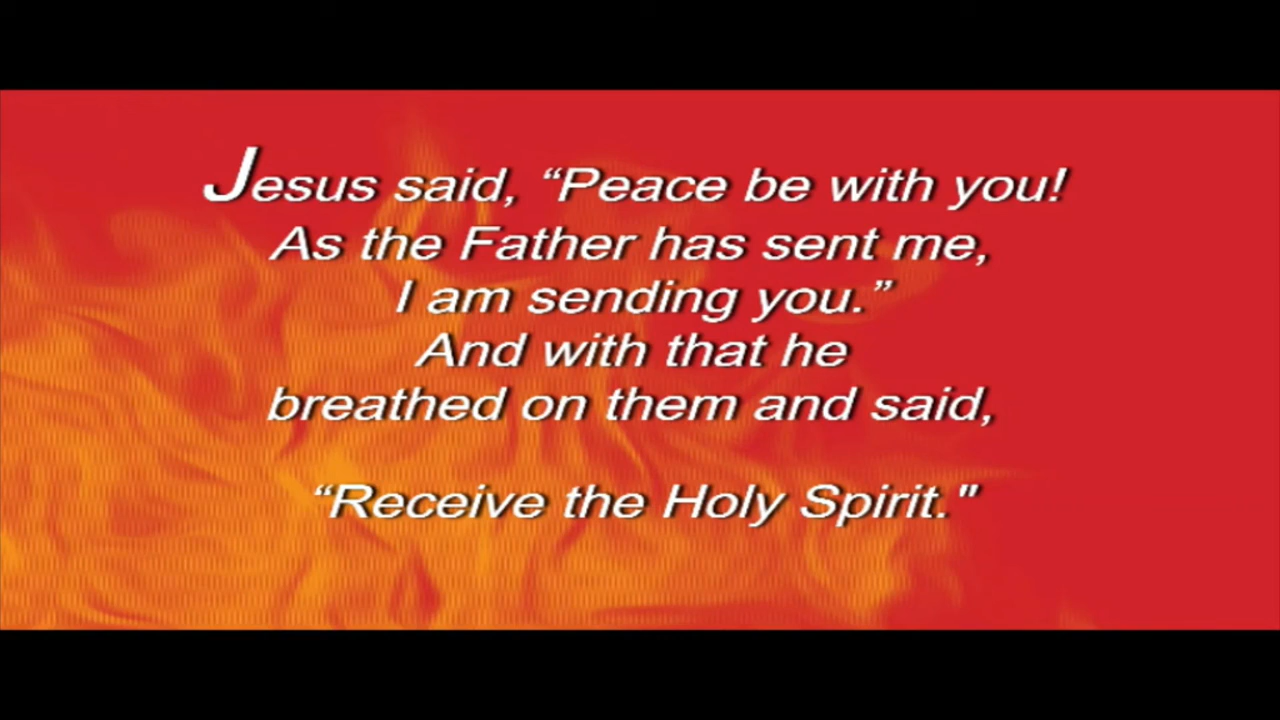 Jesus said, “Peace be with you!
As the Father has sent me,
I am sending you.”
And with that he
breathed on them and said,
“Receive the Holy Spirit."